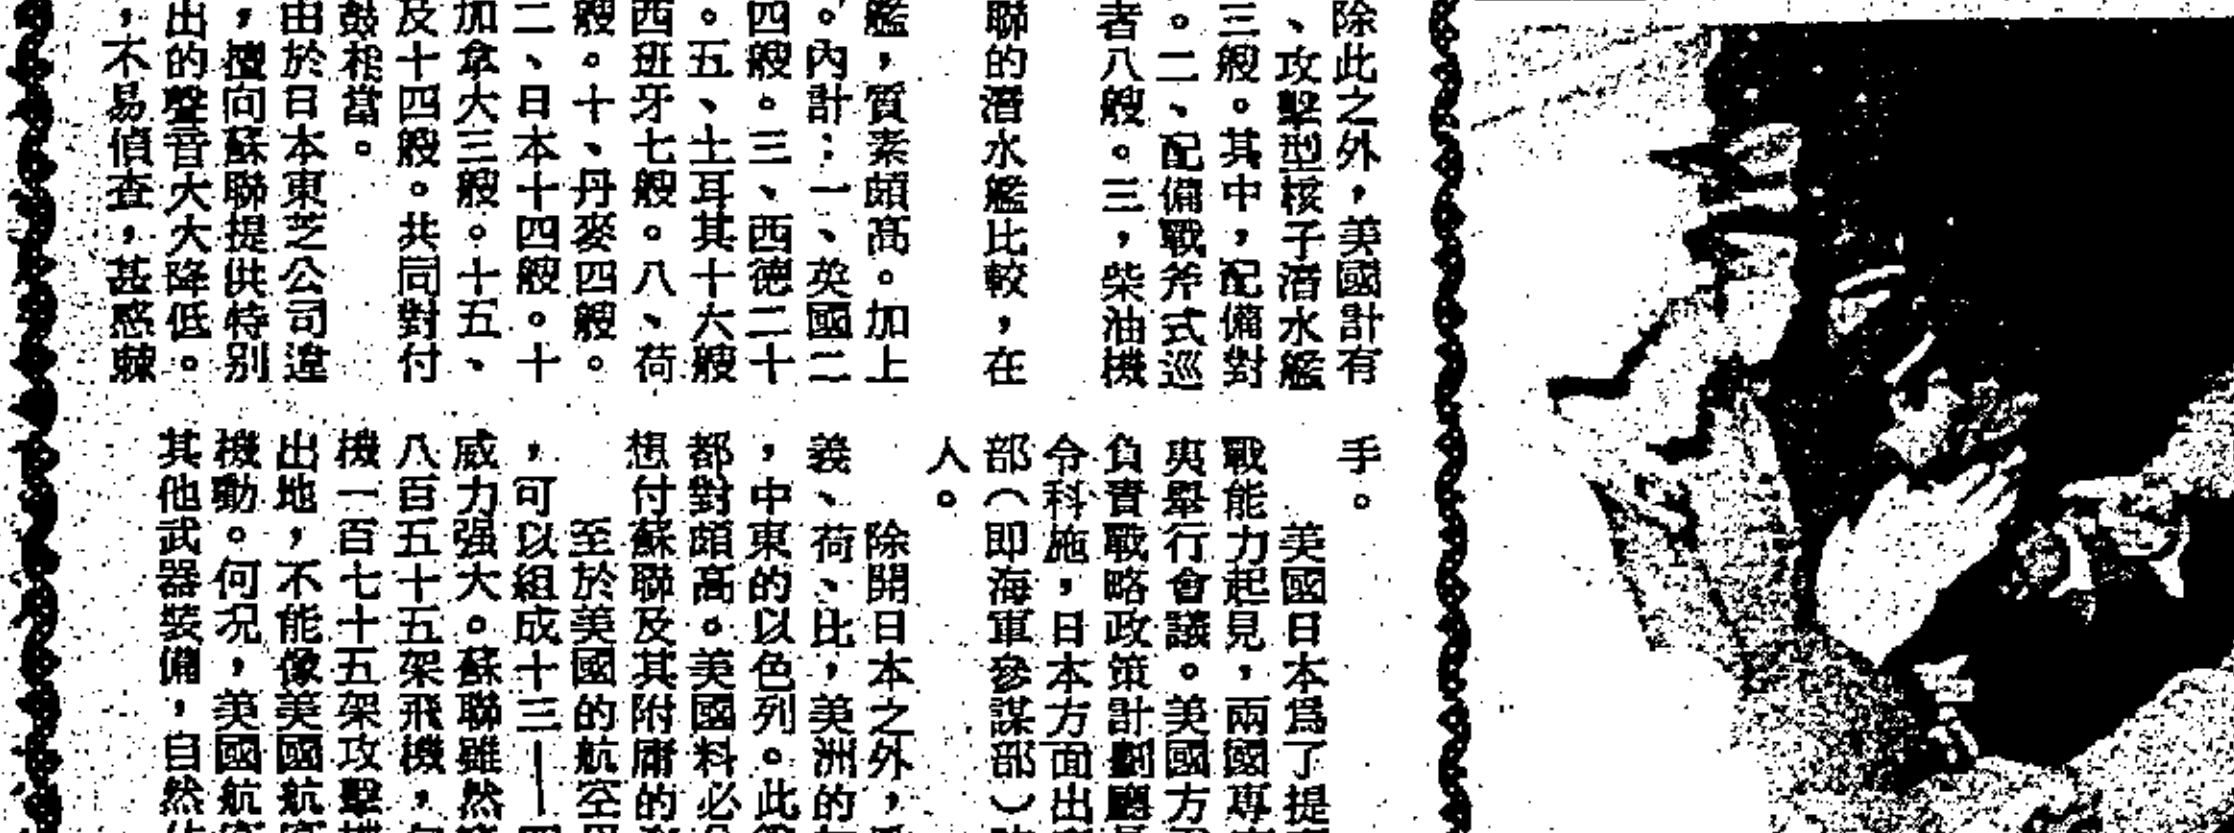 除此之外，美國計有
、攻擊型核子潛水艦
三艘。其中，配備對
。二、配備戰斧式巡
者八艘。三，柴油機
聯的潛水艦比較，在
艦，質素頗高。加上
。內計：一、英國二
四艘。三、西德二十
。五、土耳其十六艘
西班牙七艘。八、荷
艘。十、丹麥四艘。
二、日本十四艘。十
加拿大三艘。十五、
及十四艘。共同對付
鼓相當。
由於日本東芝公司違
，擅向蘇聯提供特別
出的聲音大大降低。
，不易偵查，甚感棘
手。
美國日本爲了提
戰能力起見，兩國專
夷舉行會議。美國方
負責戰略政策計劃廳
令科施，日本方面出
部（即海軍參謀部）
人。
除開日本之外，
義、荷、比，美洲的
，中東的以色列。此
都對頗高。美國料必
想付蘇聯及其附庸的
至於美國的航空
，可以組成十三—
威力强大。蘇聯雖然
八百五十五架飛機，
機一百七十五架攻擊
出地，不能像美國航
機動。何况，美國航
其他武器裝備，自然